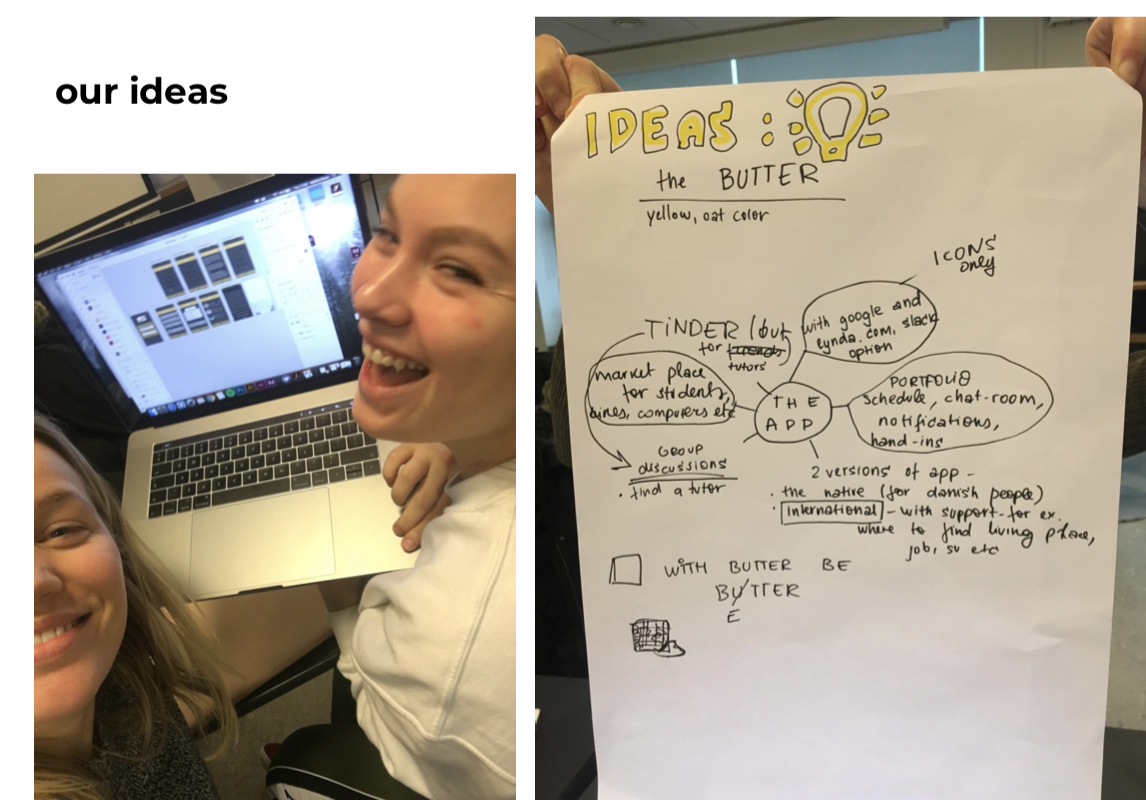 our ideas
IDEAS:
the BUTTER
yellow, oat color
ICONS
only
with google and
lynda.com, slack
option
TINDER (but
for friends)
tutors
market place
for students,
computers etc
THE
APP
PORTFOLIO
schedule, chat-room,
notifications,
hand-ins
GROUP
discussions
• find a tutor
2 versions of app -
• the native (for danish people)
• international - with support - for ex.
where to find living place,
job, su etc
WITH BUTTER BE
BUTTER
E